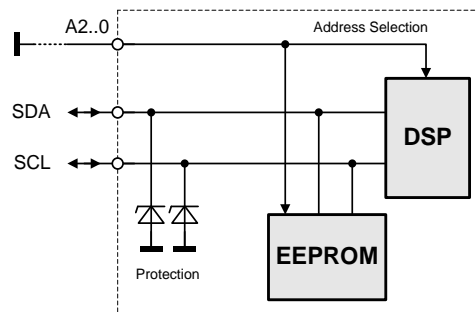 A2..0
Address Selection
SDA
DSP
SCL
EEPROM
Protection